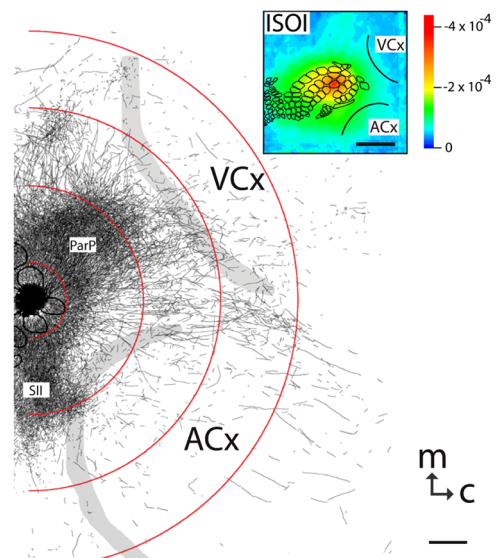 ISOI
VCx
ACx
-4 x 10-4
-2 x 10-4
0
VCx
ParP
SII
ACx
m
c